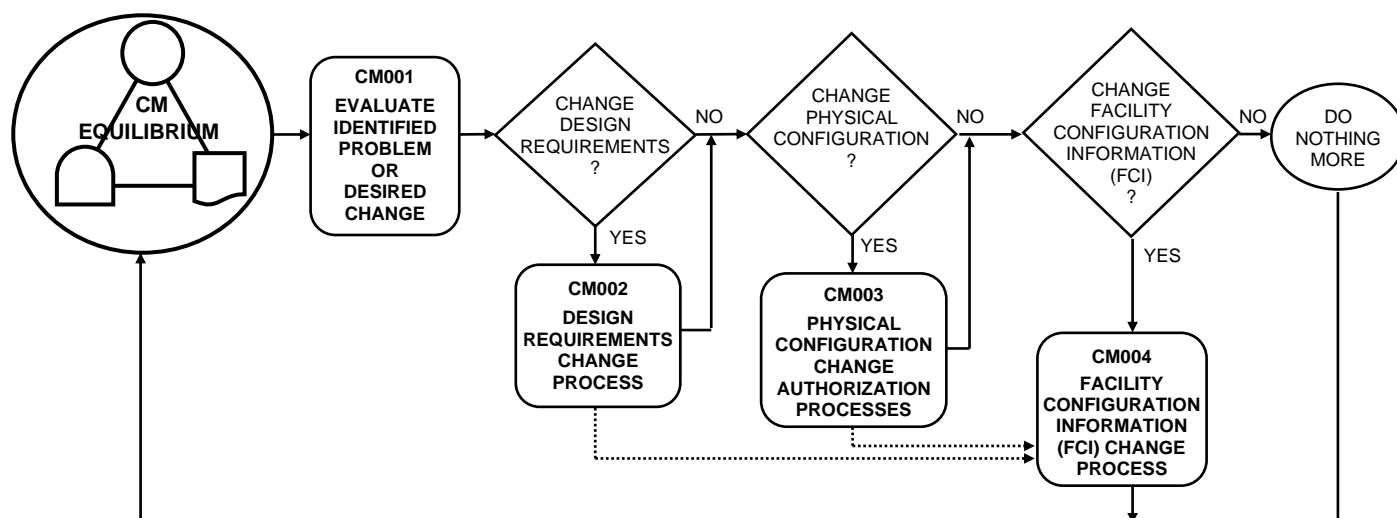 CM
EQUILIBRIUM
CM001
EVALUATE
IDENTIFIED
PROBLEM
OR
DESIRED
CHANGE
CHANGE
DESIGN
REQUIREMENTS
?
NO
YES
CM002
DESIGN
REQUIREMENTS
CHANGE
PROCESS
CHANGE
PHYSICAL
CONFIGURATION
?
NO
YES
CM003
PHYSICAL
CONFIGURATION
CHANGE
AUTHORIZATION
PROCESSES
CHANGE
FACILITY
CONFIGURATION
INFORMATION
(FCI)
?
NO
YES
CM004
FACILITY
CONFIGURATION
INFORMATION
(FCI) CHANGE
PROCESS
DO
NOTHING
MORE